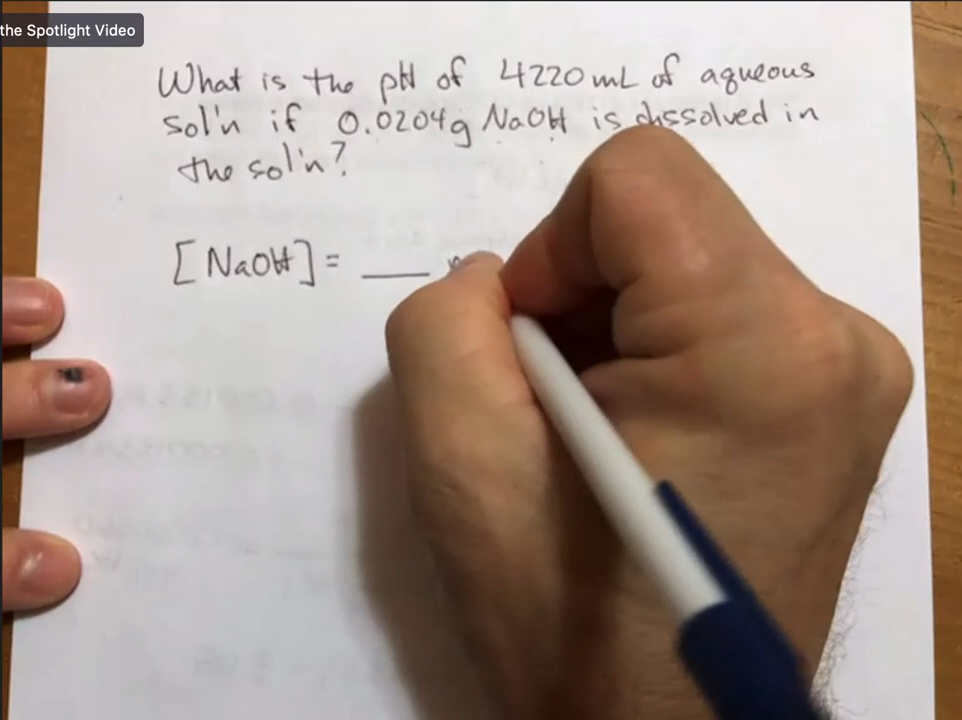 the Spotlight Video
What is the pH of 4220 mL of aqueous
sol'n if 0.0204g NaOH is dissolved in
the sol'n?
[NaOH] = ___